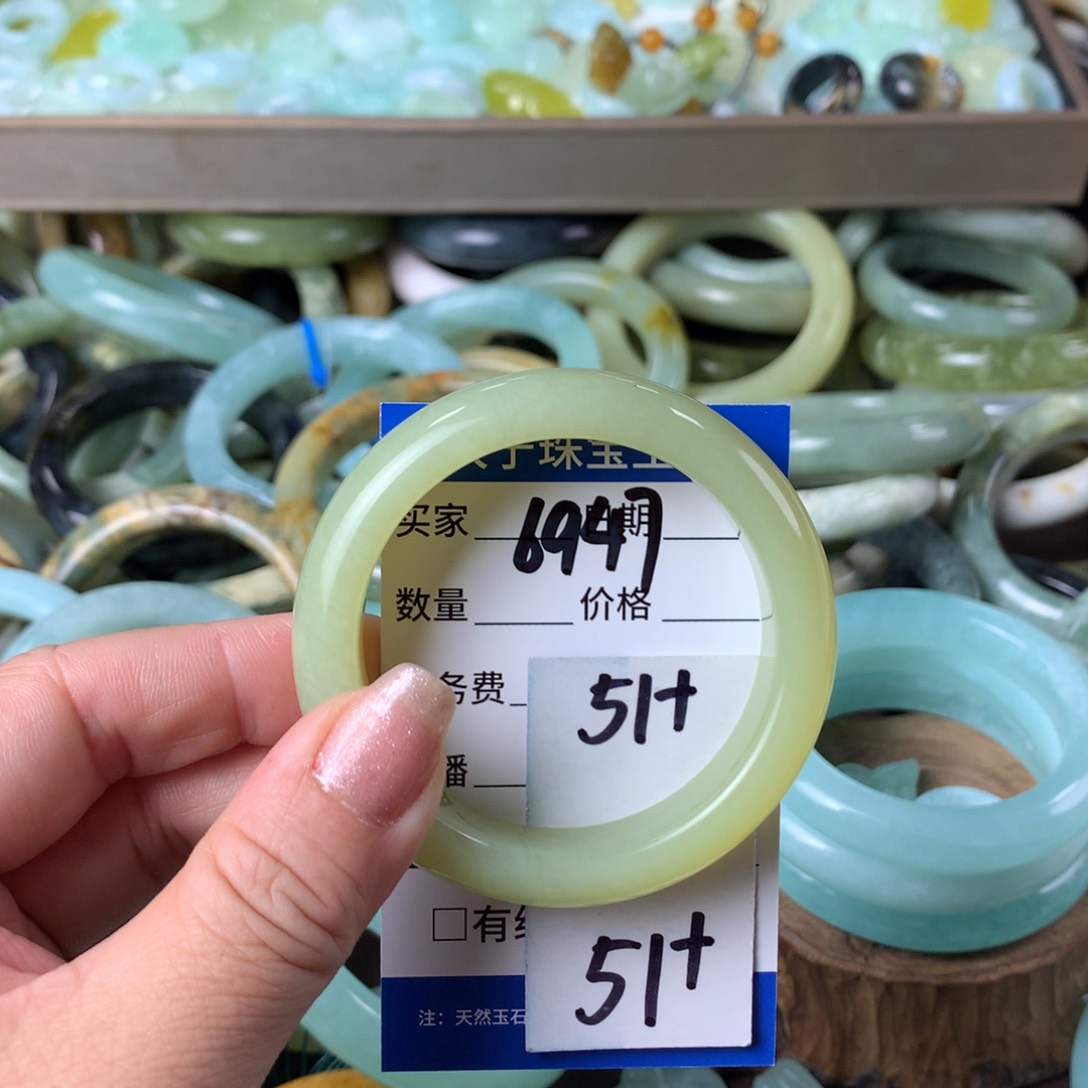 子珠宝
买家 6947 日期
数量 价格
务费
51+
播
□有
51+
注：天然玉石